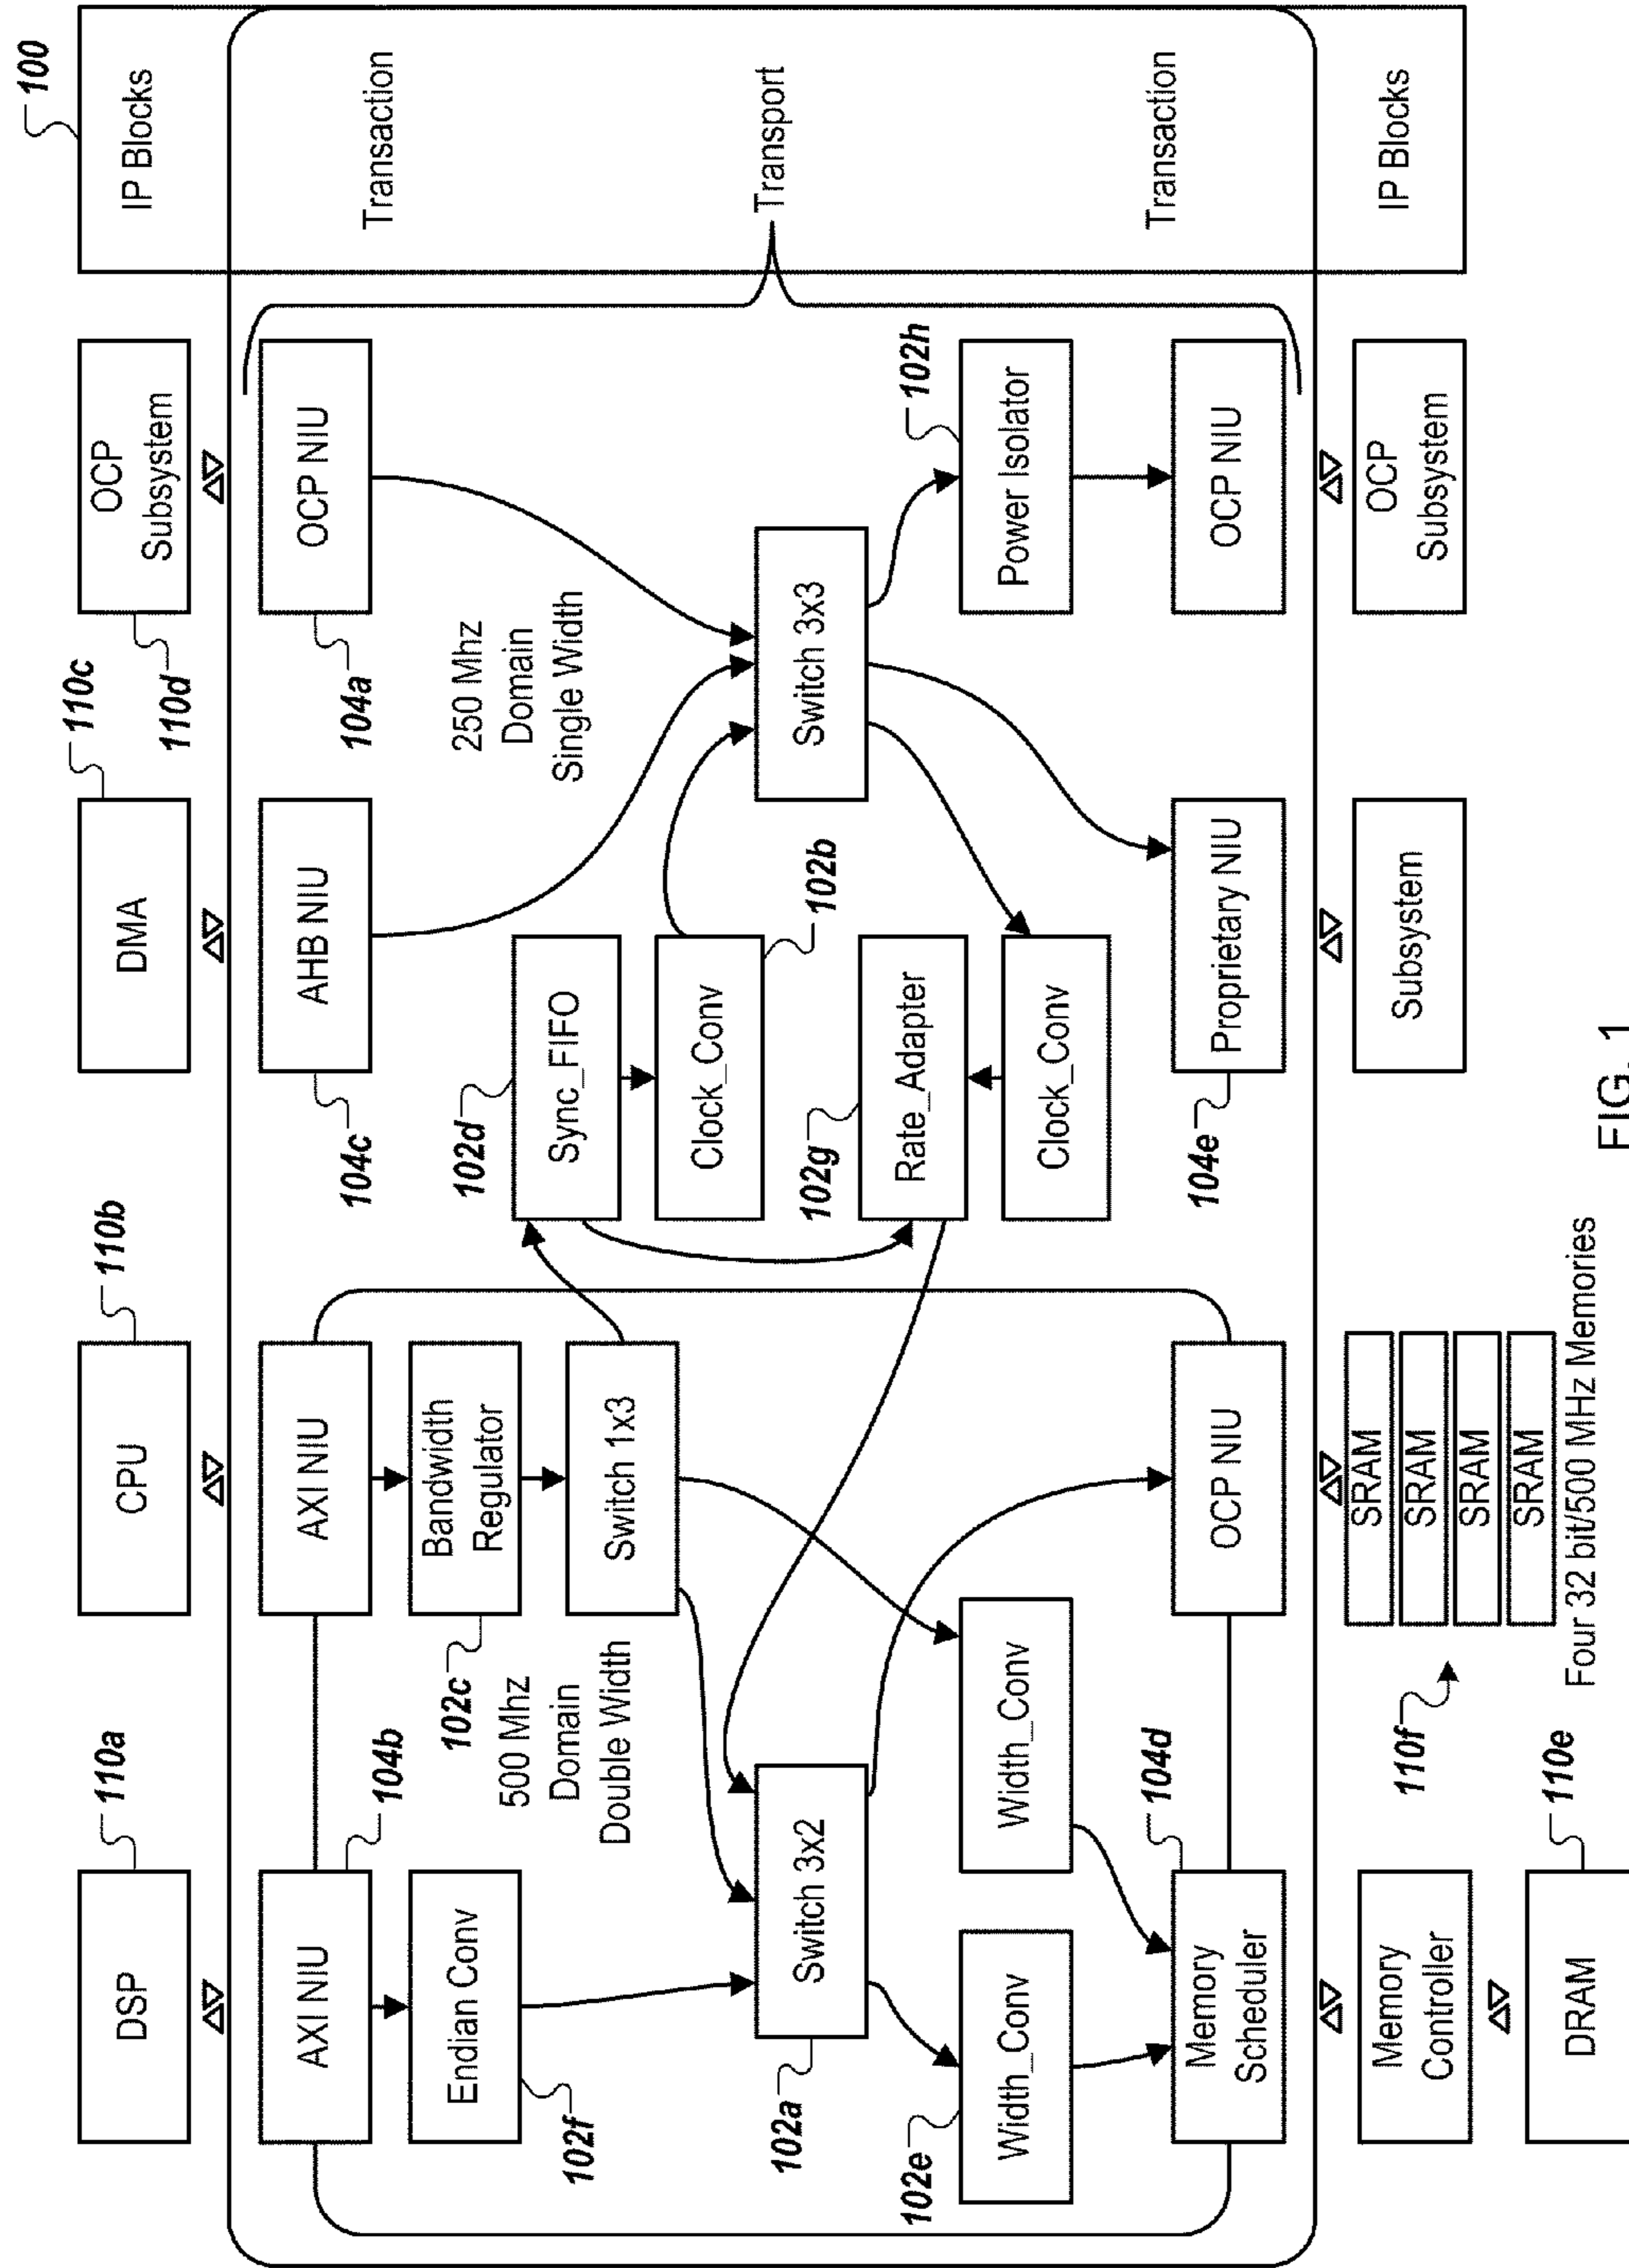 100
IP Blocks
Transaction
Transport
Transaction
IP Blocks
DSP
110a
CPU
110b
DMA
110c
OCP
Subsystem
110d
AXI NIU
104b
AXI NIU
AHB NIU
104c
OCP NIU
104a
Endian Conv
102f
Bandwidth
Regulator
102c
500 Mhz
Domain
Double Width
Switch 1x3
102d
Sync_FIFO
250 Mhz
Domain
Single Width
Clock_Conv
102b
Switch 3x2
102a
Switch 3x3
102g
Rate_Adapter
Clock_Conv
102h
Power Isolator
102e
Width_Conv
Width_Conv
Memory
Scheduler
104d
OCP NIU
Proprietary NIU
104e
OCP NIU
Memory
Controller
DRAM
110e
110f
SRAM
SRAM
SRAM
SRAM
Four 32 bit/500 MHz Memories
Subsystem
OCP
Subsystem
FIG. 1